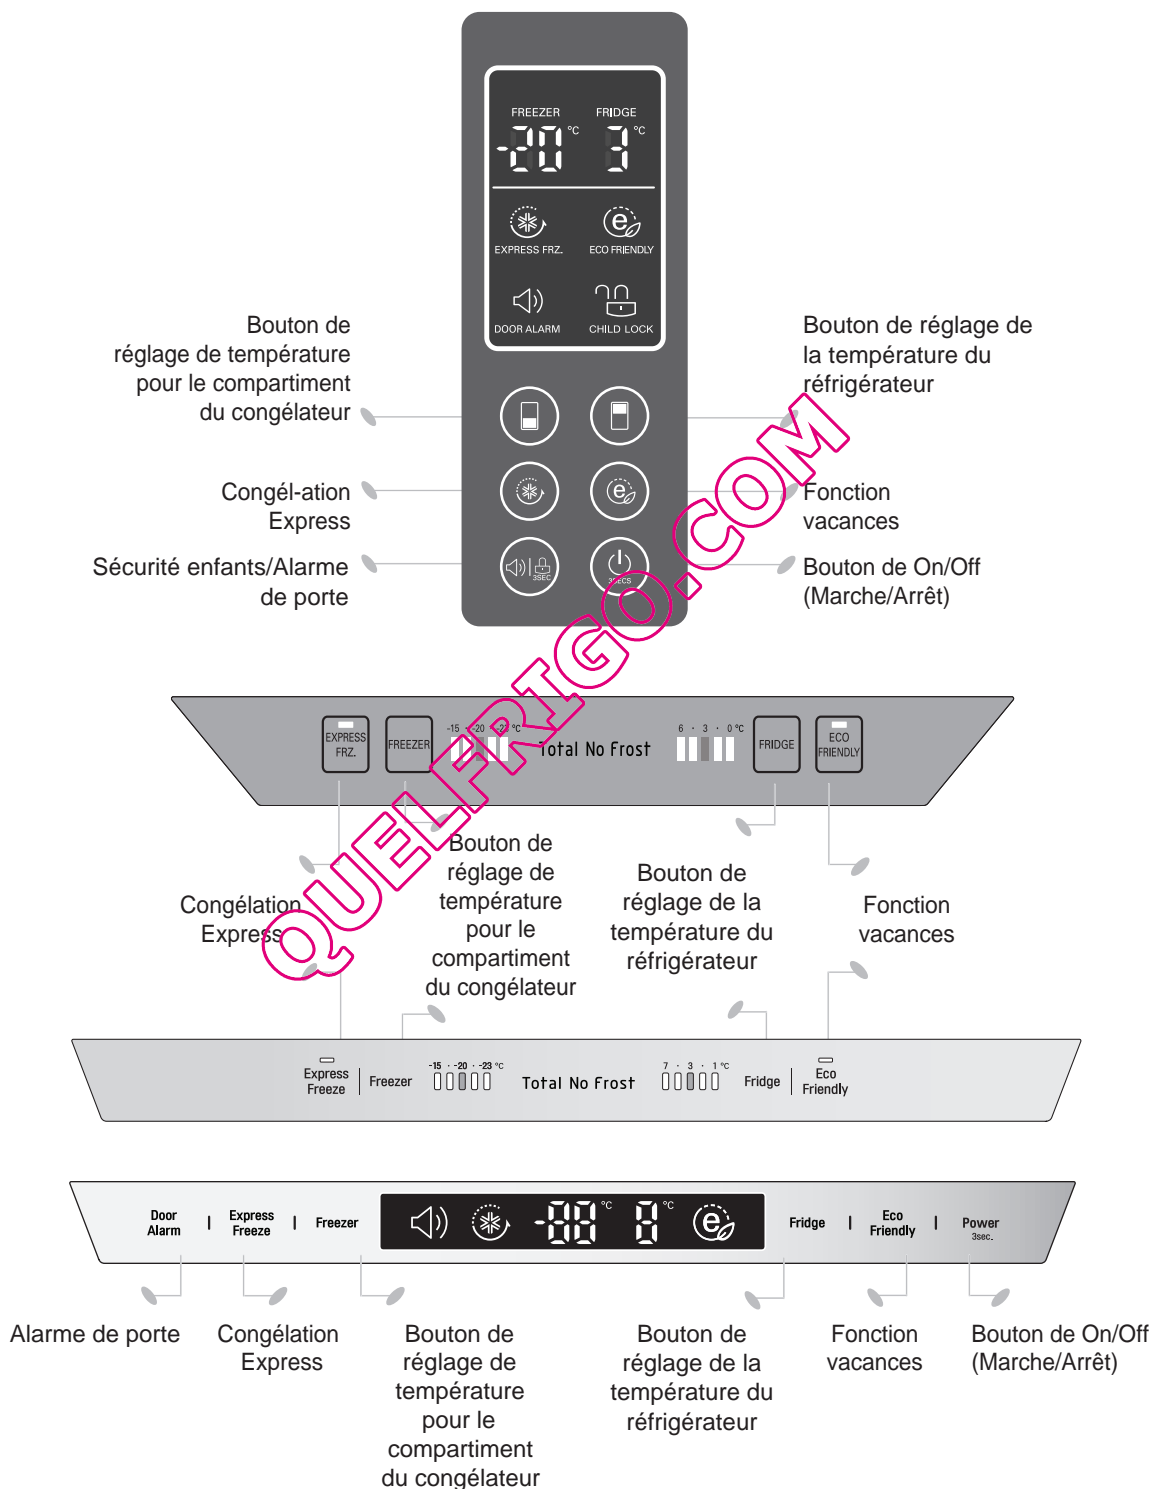 FREEZER FRIDGE
-20 °C 3 °C
EXPRESS FRZ. ECO FRIENDLY
DOOR ALARM CHILD LOCK
Bouton de
réglage de température
pour le compartiment
du congélateur
Bouton de réglage de
la température du
réfrigérateur
Congél-ation
Express
Fonction
vacances
Sécurité enfants/Alarme
de porte
3SEC
3SECS
Bouton de On/Off
(Marche/Arrêt)
QUELFRIGO.COM
EXPRESS
FRZ.
FREEZER
-15 · -20 · -23 °C
Total No Frost
6 · 3 · 0 °C
FRIDGE
ECO
FRIENDLY
Congélation
Express
Bouton de
réglage de
température
pour le
compartiment
du congélateur
Bouton de
réglage de la
température du
réfrigérateur
Fonction
vacances
Express
Freeze
Freezer
-15 · -20 · -23 °C
Total No Frost
7 · 3 · 1 °C
Fridge
Eco
Friendly
Door
Alarm
Express
Freeze
Freezer
-88 °C 8 °C
Fridge
Eco
Friendly
Power
3sec.
Alarme de porte
Congélation
Express
Bouton de
réglage de
température
pour le
compartiment
du congélateur
Bouton de
réglage de la
température du
réfrigérateur
Fonction
vacances
Bouton de On/Off
(Marche/Arrêt)